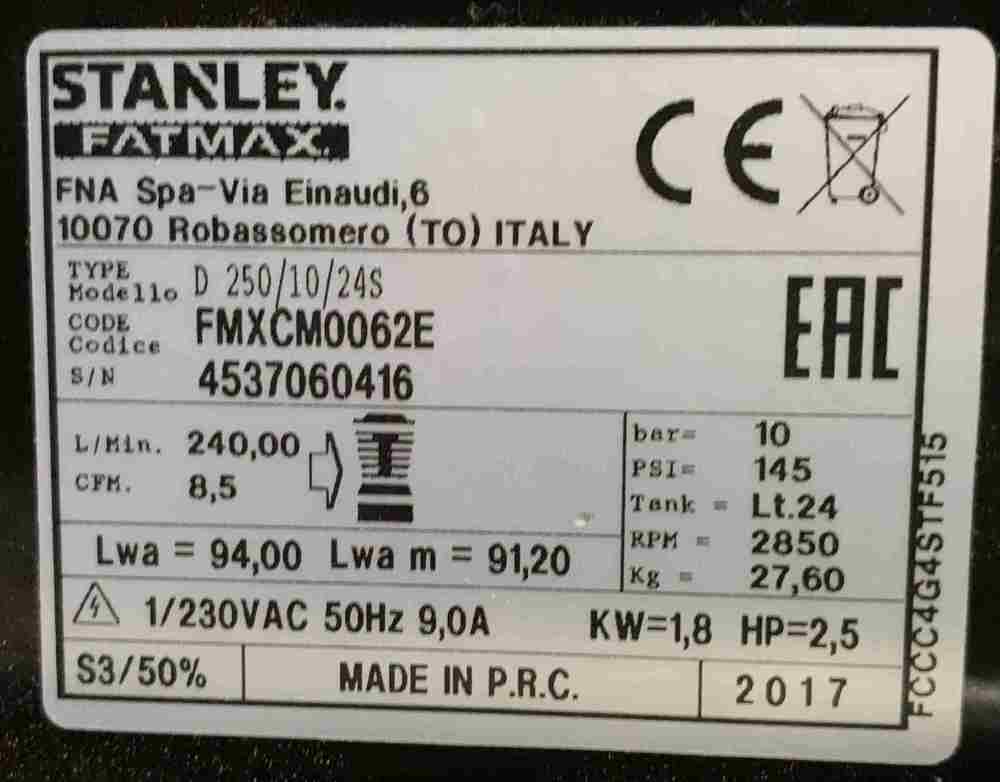 STANLEY.
FATMAX.
CE
FNA Spa-Via Einaudi,6
10070 Robassomero (TO) ITALY
TYPE
Modello D 250/10/24S
CODE
Codice FMXCM0062E
S/N 4537060416
EAC
L/Min. 240,00
CFM. 8,5
bar= 10
PSI= 145
Tank = Lt.24
RPM = 2850
Kg = 27,60
Lwa = 94,00 Lwa m = 91,20
1/230VAC 50Hz 9,0A KW=1,8 HP=2,5
S3/50% MADE IN P.R.C. 2017
FCCC4G4STF515